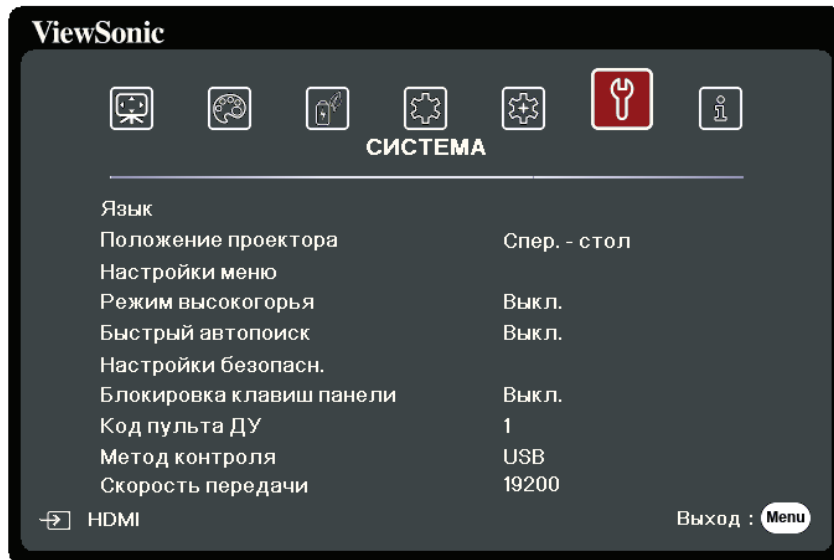 ViewSonic
СИСТЕМА
Язык
Положение проектора Спер. - стол
Настройки меню
Режим высокогорья Выкл.
Быстрый автопоиск Выкл.
Настройки безопасн.
Блокировка клавиш панели Выкл.
Код пульта ДУ 1
Метод контроля USB
Скорость передачи 19200
HDMI Выход : Menu